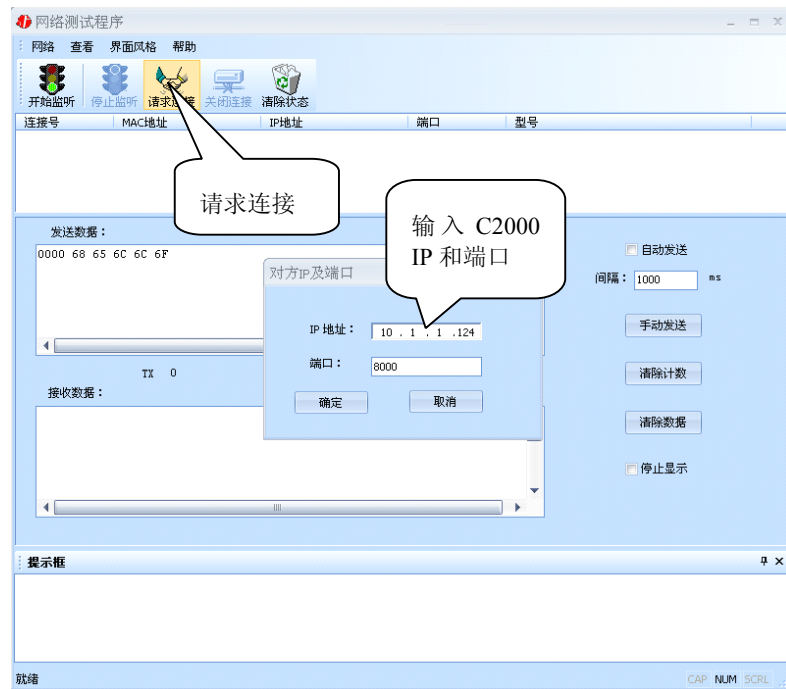 网络测试程序
网络 查看 界面风格 帮助
开始监听 停止监听 请求连接 关闭连接 清除状态
连接号 MAC地址 IP地址 端口 型号
请求连接
输入 C2000
IP 和端口
发送数据：
0000 68 65 6C 6C 6F
自动发送
间隔： 1000 ms
对方IP及端口
IP 地址： 10 . 1 . 1 .124
端口： 8000
确定 取消
手动发送
TX 0
清除计数
接收数据：
清除数据
停止显示
提示框
就绪
CAP NUM SCRL